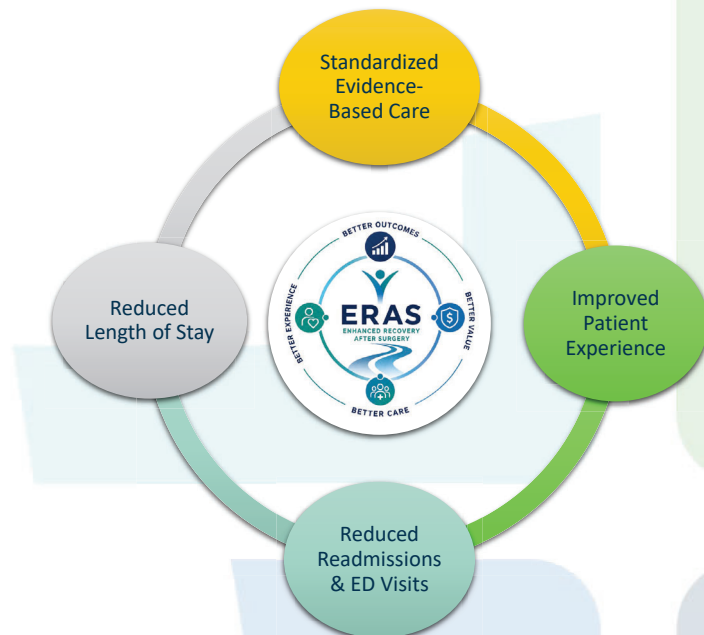 Standardized
Evidence-
Based Care
Improved
Patient
Experience
Reduced
Readmissions
& ED Visits
Reduced
Length of Stay
BETTER OUTCOMES
BETTER EXPERIENCE
BETTER VALUE
ERAS
ENHANCED RECOVERY
AFTER SURGERY
$
BETTER CARE